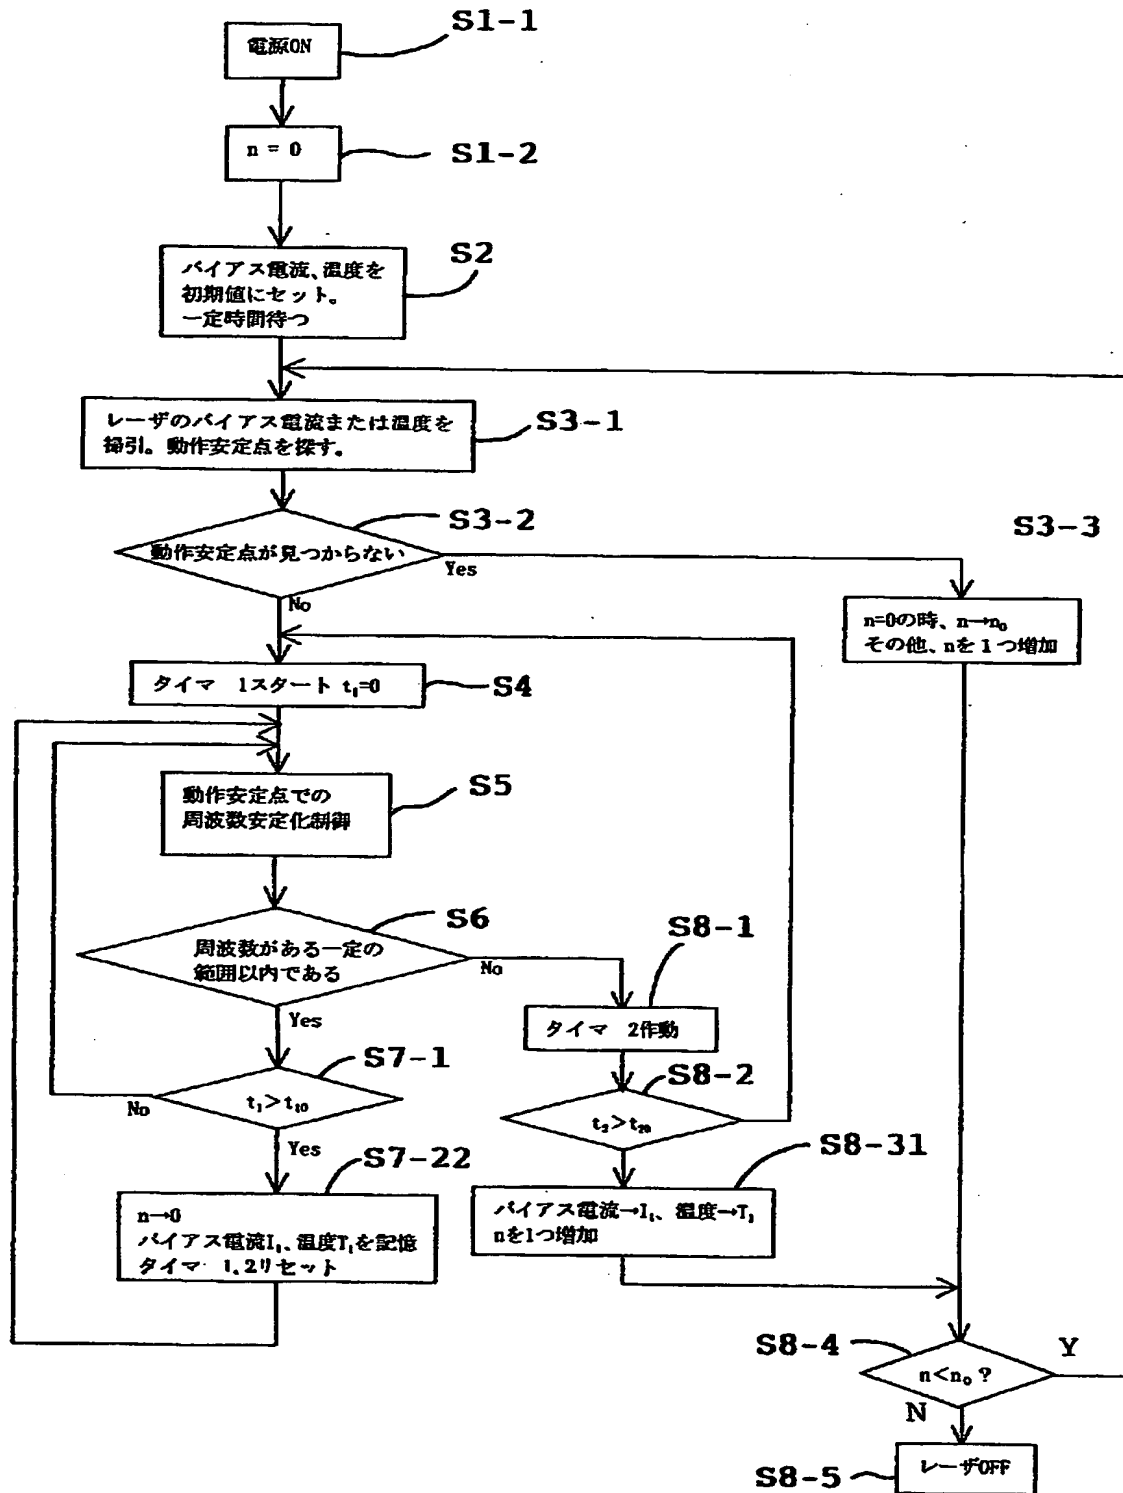 S1-1
電源ON
n = 0
S1-2
S2
バイアス電流、温度を
初期値にセット。
一定時間待つ
レーザのバイアス電流または温度を
掃引。動作安定点を探す。
S3-1
S3-2
動作安定点が見つからない
Yes
No
S3-3
n=0の時、n→n₀
その他、nを1つ増加
タイマ 1スタート t₁=0
S4
動作安定点での
周波数安定化制御
S5
S6
周波数がある一定の
範囲以内である
No
Yes
S8-1
タイマ 2作動
S7-1
t₁>t₁₀
No
Yes
S8-2
t₂>t₂₀
S7-22
n→0
バイアス電流I₁、温度T₁を記憶
タイマ 1,2リセット
S8-31
バイアス電流→I₁、温度→T₁
nを1つ増加
S8-4
n<n₀?
Y
N
レーザOFF
S8-5